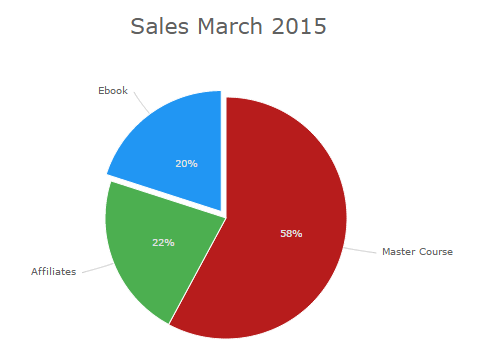 Sales March 2015
Ebook
20%
58%
22%
Master Course
Affiliates